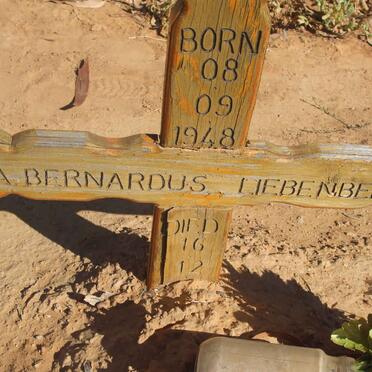 BORN
08
09
1948
A. BERNARDUS LIEBENBE
DIED
16
12